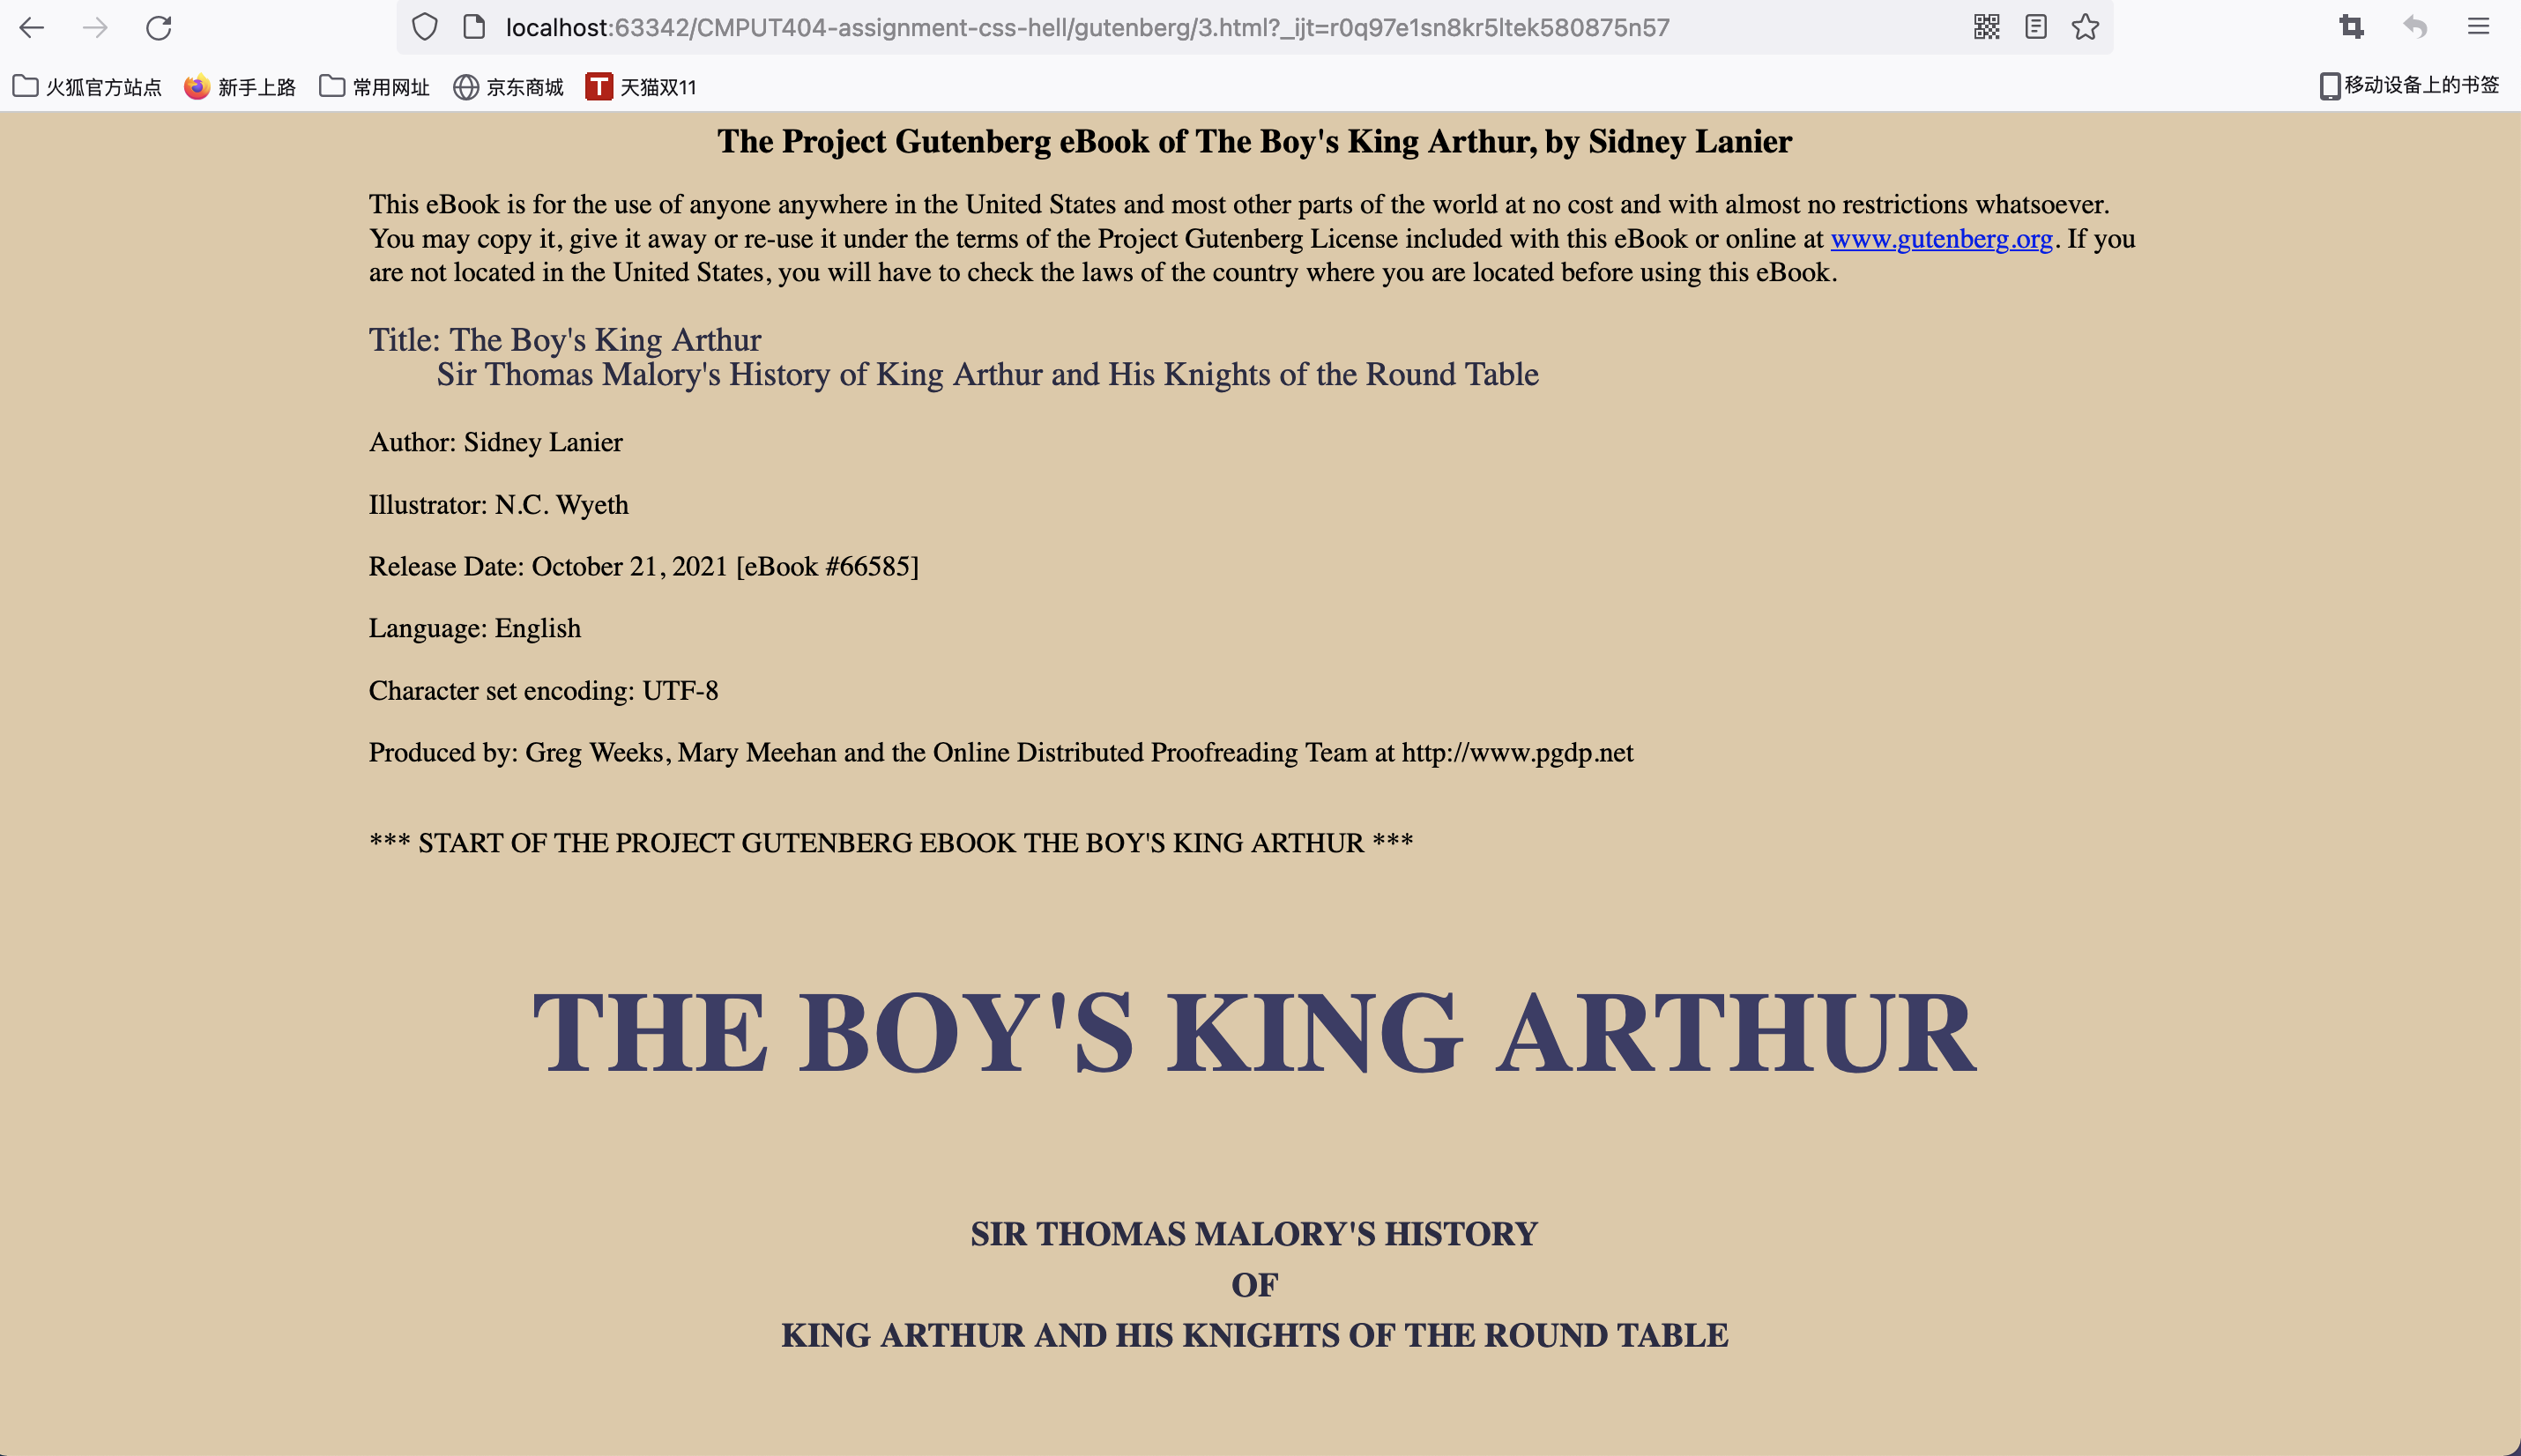 localhost:63342/CMPUT404-assignment-css-hell/gutenberg/3.html?_ijt=r0q97e1sn8kr5ltek580875n57
火狐官方站点 新手上路 常用网址 京东商城 T 天猫双11 移动设备上的书签
The Project Gutenberg eBook of The Boy's King Arthur, by Sidney Lanier
This eBook is for the use of anyone anywhere in the United States and most other parts of the world at no cost and with almost no restrictions whatsoever.
You may copy it, give it away or re-use it under the terms of the Project Gutenberg License included with this eBook or online at www.gutenberg.org. If you
are not located in the United States, you will have to check the laws of the country where you are located before using this eBook.
Title: The Boy's King Arthur
Sir Thomas Malory's History of King Arthur and His Knights of the Round Table
Author: Sidney Lanier
Illustrator: N.C. Wyeth
Release Date: October 21, 2021 [eBook #66585]
Language: English
Character set encoding: UTF-8
Produced by: Greg Weeks, Mary Meehan and the Online Distributed Proofreading Team at http://www.pgdp.net
*** START OF THE PROJECT GUTENBERG EBOOK THE BOY'S KING ARTHUR ***
THE BOY'S KING ARTHUR
SIR THOMAS MALORY'S HISTORY
OF
KING ARTHUR AND HIS KNIGHTS OF THE ROUND TABLE